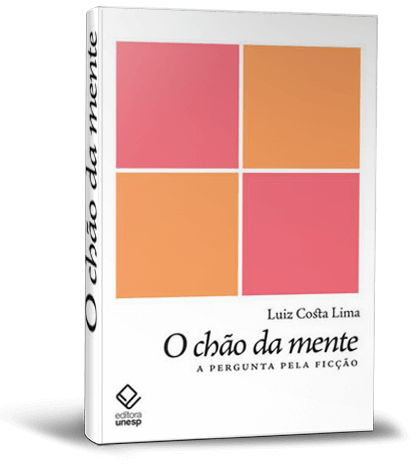 O chão da mente
Luiz Costa Lima
O chão da mente
A PERGUNTA PELA FICÇÃO
editora
unesp